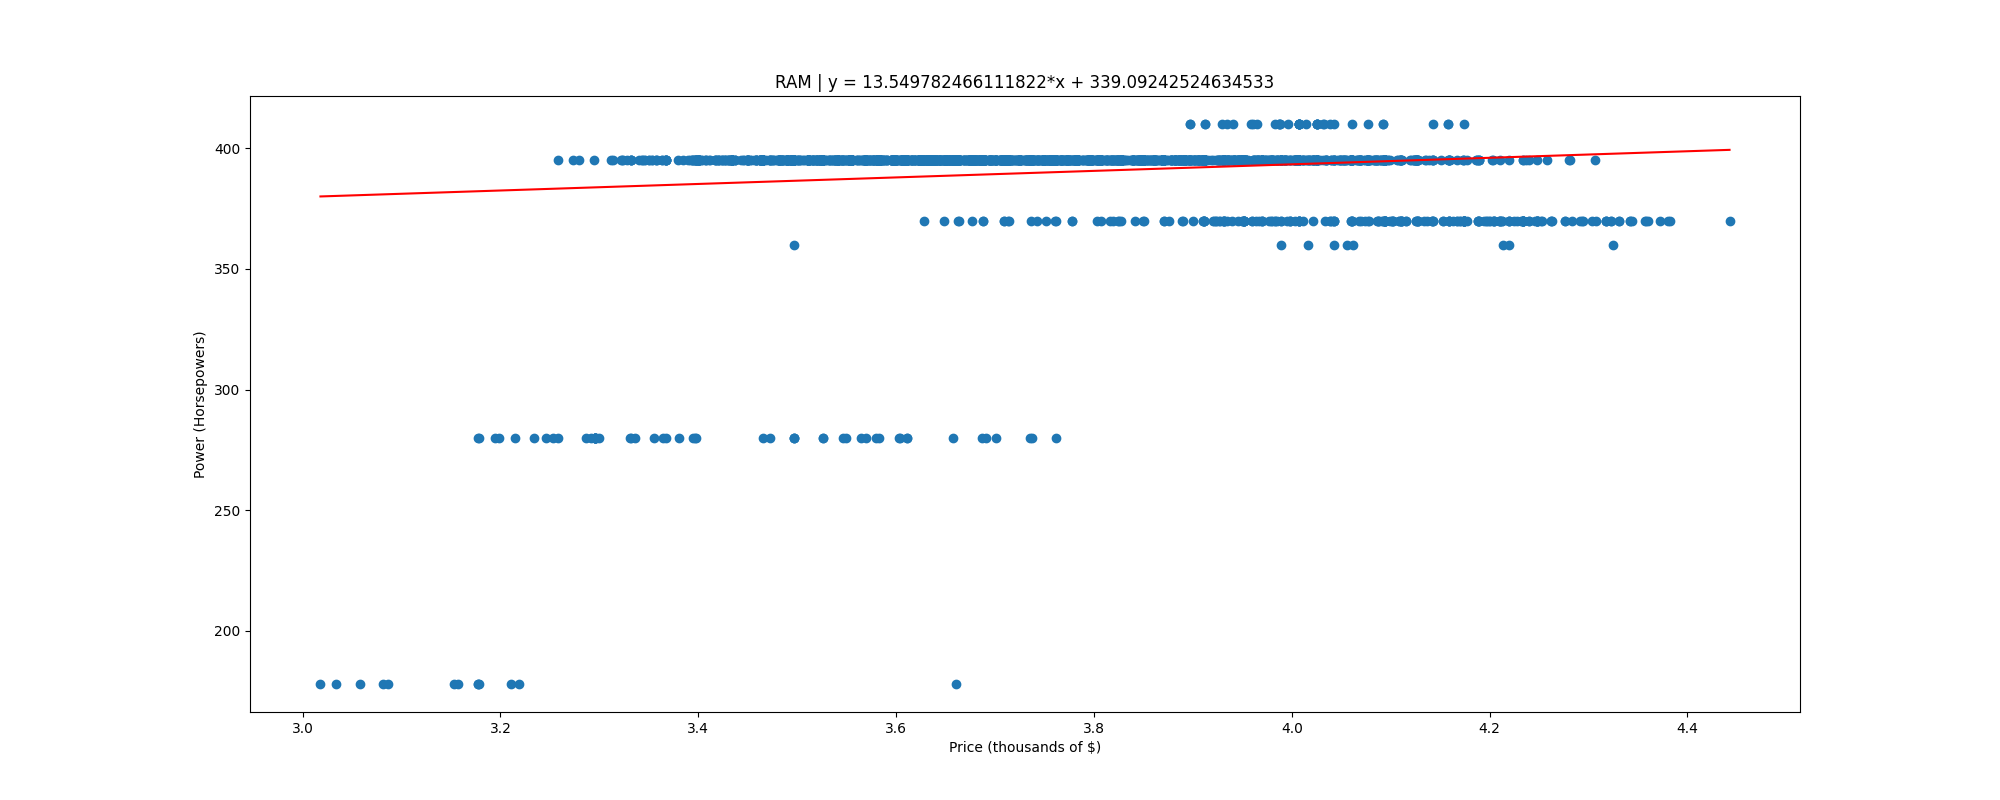 RAM | y = 13.549782466111822*x + 339.09242524634533
400
350
300
250
200
Power (Horsepowers)
3.0 3.2 3.4 3.6 3.8 4.0 4.2 4.4
Price (thousands of $)